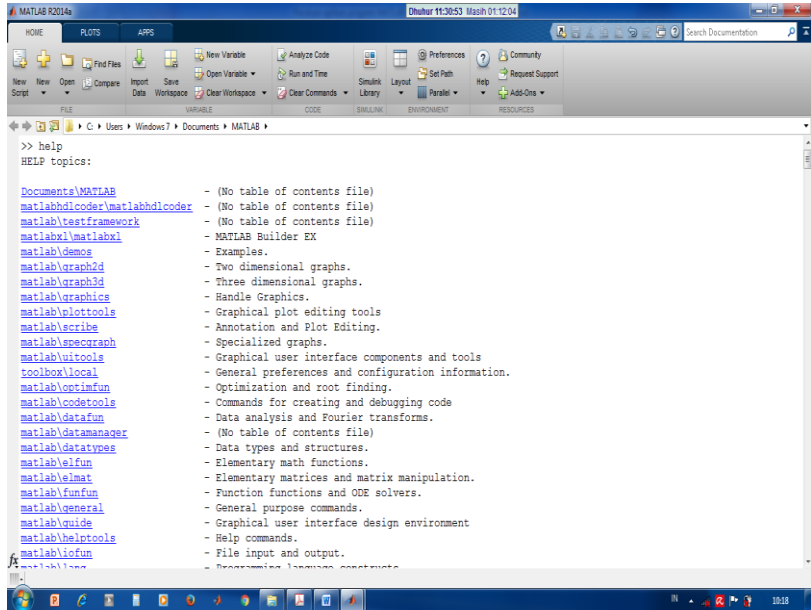 MATLAB R2014a
Dhuhur 11:30:53 Masih 01:12:04
HOME PLOTS APPS
Search Documentation
New Script
New
Open
Find Files
Compare
Import Data
Save Workspace
New Variable
Open Variable
Clear Workspace
Analyze Code
Run and Time
Clear Commands
Simulink Library
Layout
Preferences
Set Path
Parallel
Help
Community
Request Support
Add-Ons
FILE VARIABLE CODE SIMULINK ENVIRONMENT RESOURCES
C: Users Windows7 Documents MATLAB
>> help
HELP topics:
Documents\MATLAB - (No table of contents file)
matlabhdlcoder\matlabhdlcoder - (No table of contents file)
matlab\testframework - (No table of contents file)
matlabxl\matlabxl - MATLAB Builder EX
matlab\demos - Examples.
matlab\graph2d - Two dimensional graphs.
matlab\graph3d - Three dimensional graphs.
matlab\graphics - Handle Graphics.
matlab\plottools - Graphical plot editing tools
matlab\scribe - Annotation and Plot Editing.
matlab\specgraph - Specialized graphs.
matlab\uitools - Graphical user interface components and tools
toolbox\local - General preferences and configuration information.
matlab\optimfun - Optimization and root finding.
matlab\codetools - Commands for creating and debugging code
matlab\datafun - Data analysis and Fourier transforms.
matlab\datamanager - (No table of contents file)
matlab\datatypes - Data types and structures.
matlab\elfun - Elementary math functions.
matlab\elmat - Elementary matrices and matrix manipulation.
matlab\funfun - Function functions and ODE solvers.
matlab\general - General purpose commands.
matlab\guide - Graphical user interface design environment
matlab\helptools - Help commands.
matlab\iofun - File input and output.
matlab\lang - Programming language constructs
fx
IN 10:18